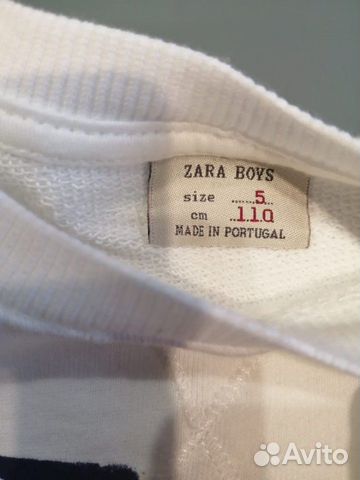 ZARA BOYS
size ......5....
cm ...110
MADE IN PORTUGAL
Avito